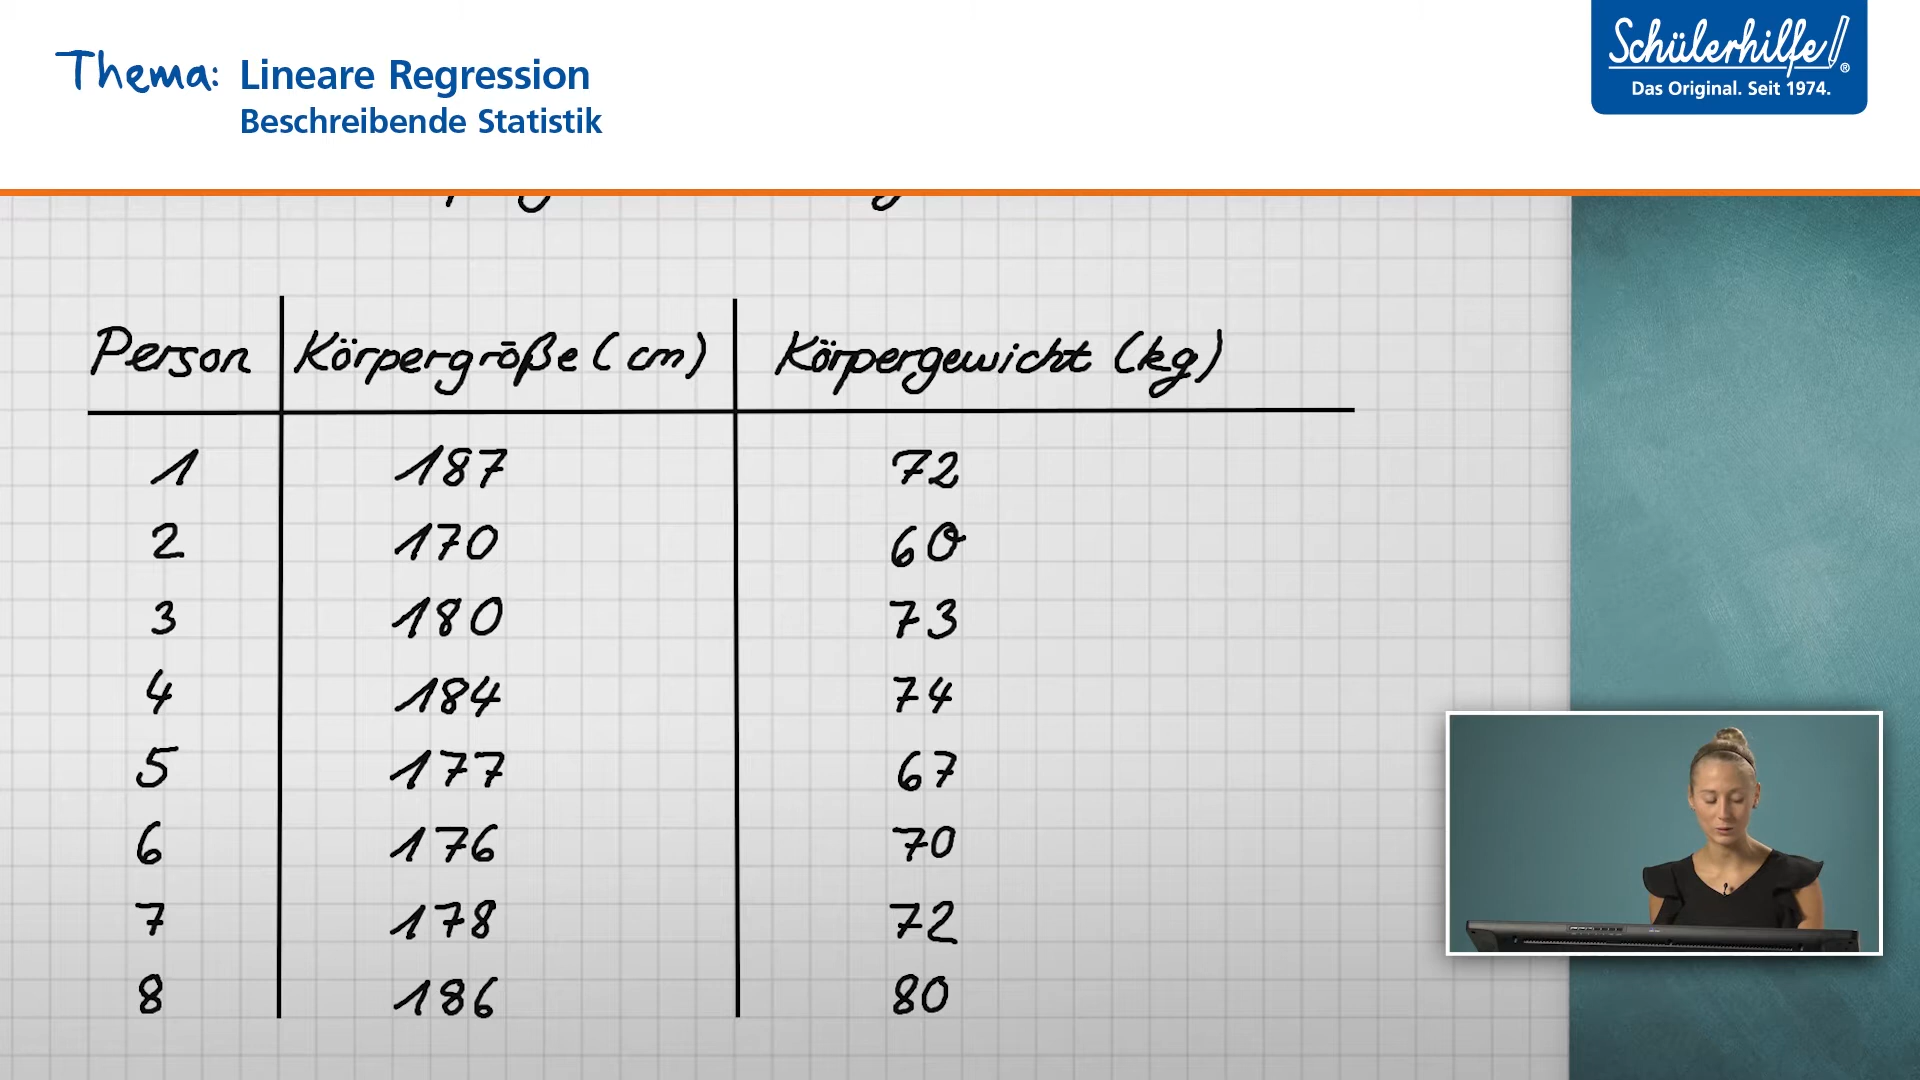 Thema: Lineare Regression
Beschreibende Statistik
Schülerhilfe!®
Das Original. Seit 1974.
Person Körpergröße (cm) Körpergewicht (kg)
1 187 72
2 170 60
3 180 73
4 184 74
5 177 67
6 176 70
7 178 72
8 186 80